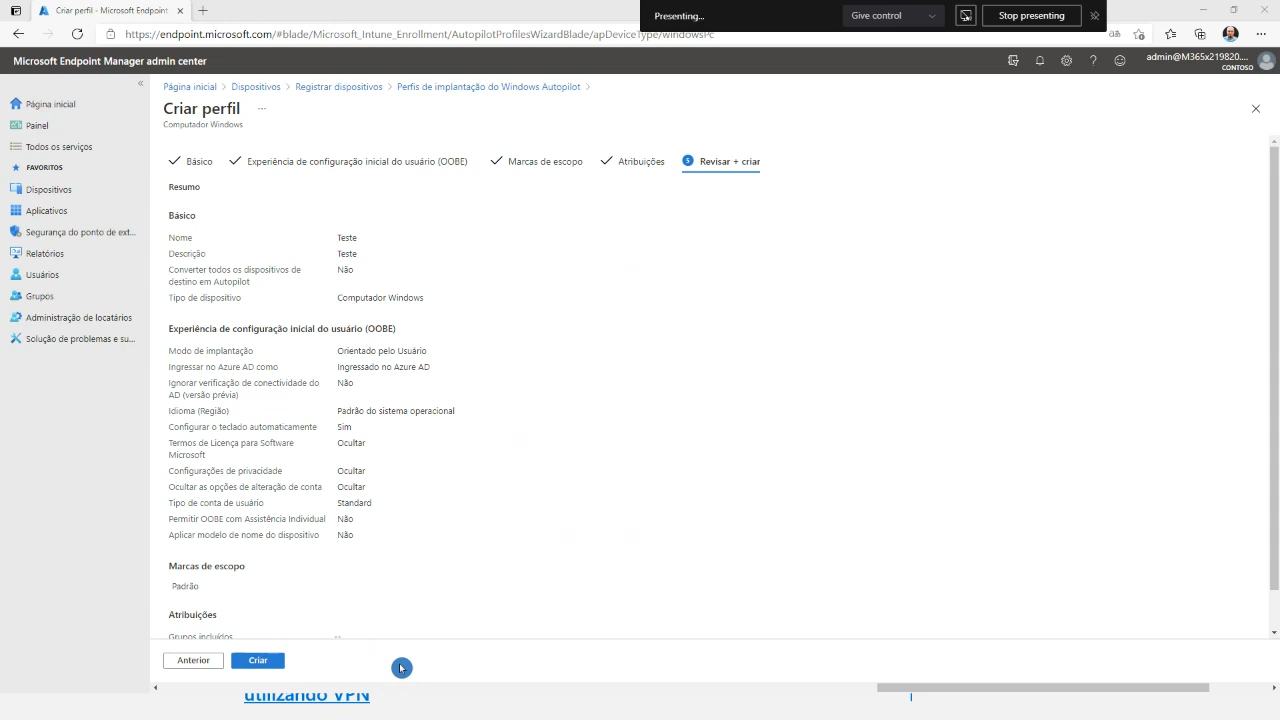 Criar perfil - Microsoft Endpoint
Presenting...
Give control
Stop presenting
https://endpoint.microsoft.com/#blade/Microsoft_Intune_Enrollment/AutopilotProfilesWizardBlade/apDeviceType/windowsPc
Microsoft Endpoint Manager admin center
admin@M365x219820....
CONTOSO
Página inicial
Painel
Todos os serviços
FAVORITOS
Dispositivos
Aplicativos
Segurança do ponto de ext...
Relatórios
Usuários
Grupos
Administração de locatários
Solução de problemas e su...
Página inicial > Dispositivos > Registrar dispositivos > Perfis de implantação do Windows Autopilot >
Criar perfil ...
Computador Windows
Básico
Experiência de configuração inicial do usuário (OOBE)
Marcas de escopo
Atribuições
5 Revisar + criar
Resumo
Básico
Nome Teste
Descrição Teste
Converter todos os dispositivos de Não
destino em Autopilot
Tipo de dispositivo Computador Windows
Experiência de configuração inicial do usuário (OOBE)
Modo de implantação Orientado pelo Usuário
Ingressar no Azure AD como Ingressado no Azure AD
Ignorar verificação de conectividade do Não
AD (versão prévia)
Idioma (Região) Padrão do sistema operacional
Configurar o teclado automaticamente Sim
Termos de Licença para Software Ocultar
Microsoft
Configurações de privacidade Ocultar
Ocultar as opções de alteração de conta Ocultar
Tipo de conta de usuário Standard
Permitir OOBE com Assistência Individual Não
Aplicar modelo de nome do dispositivo Não
Marcas de escopo
Padrão
Atribuições
Grupos incluídos --
Anterior
Criar
utilizando VPN